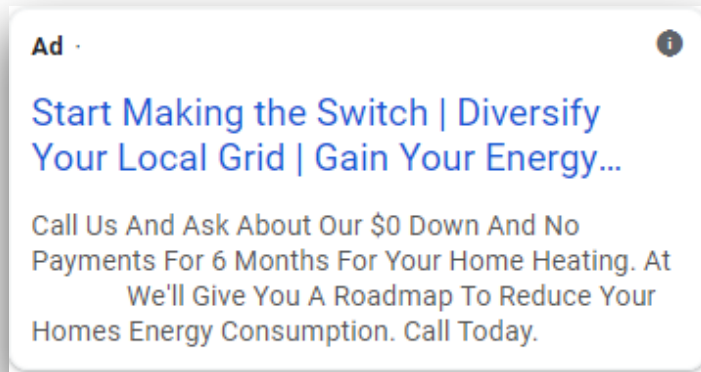 Ad ·
Start Making the Switch | Diversify
Your Local Grid | Gain Your Energy...
Call Us And Ask About Our $0 Down And No
Payments For 6 Months For Your Home Heating. At
We'll Give You A Roadmap To Reduce Your
Homes Energy Consumption. Call Today.